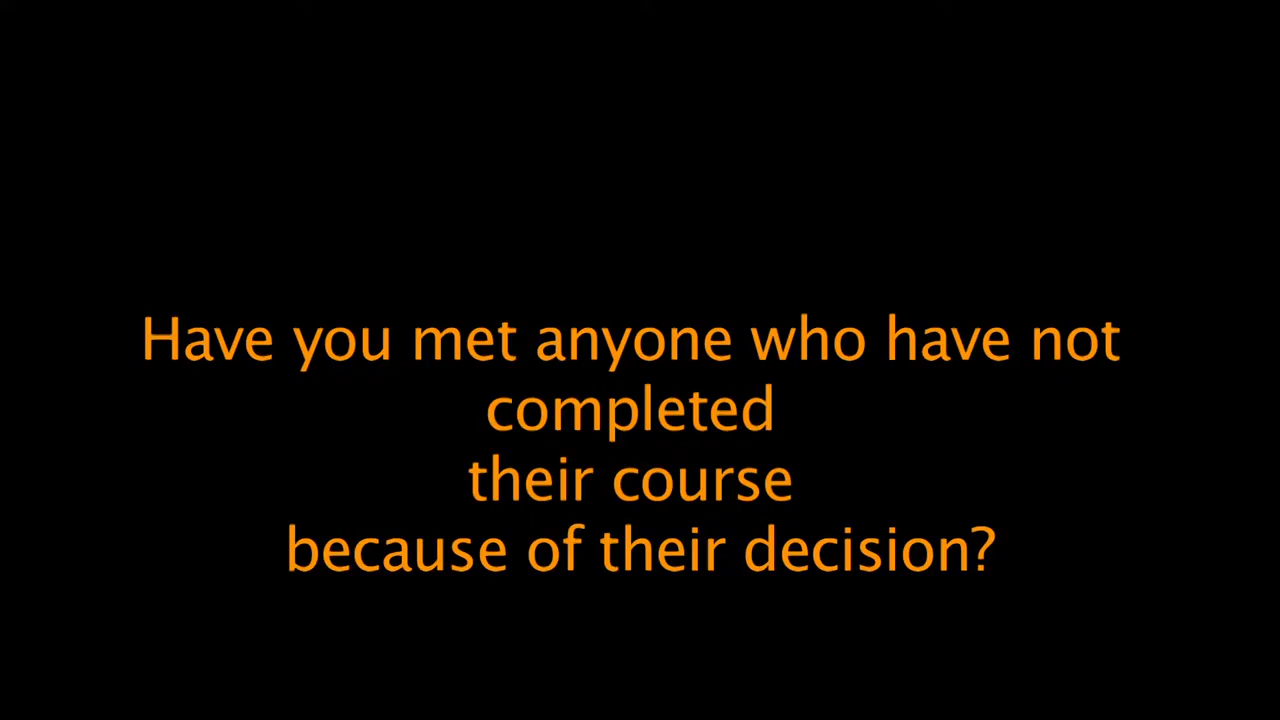 Have you met anyone who have not
completed
their course
because of their decision?